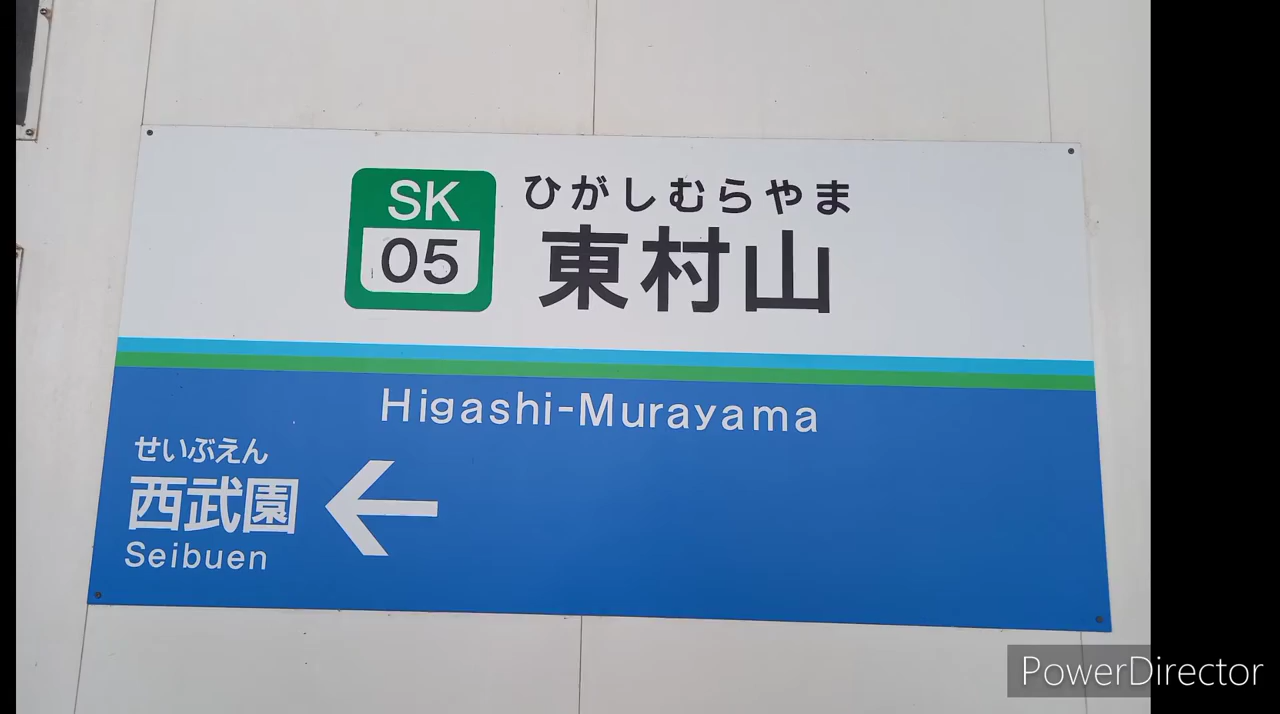 SK
05
ひがしむらやま
東村山
Higashi-Murayama
せいぶえん
西武園
Seibuen
PowerDirector